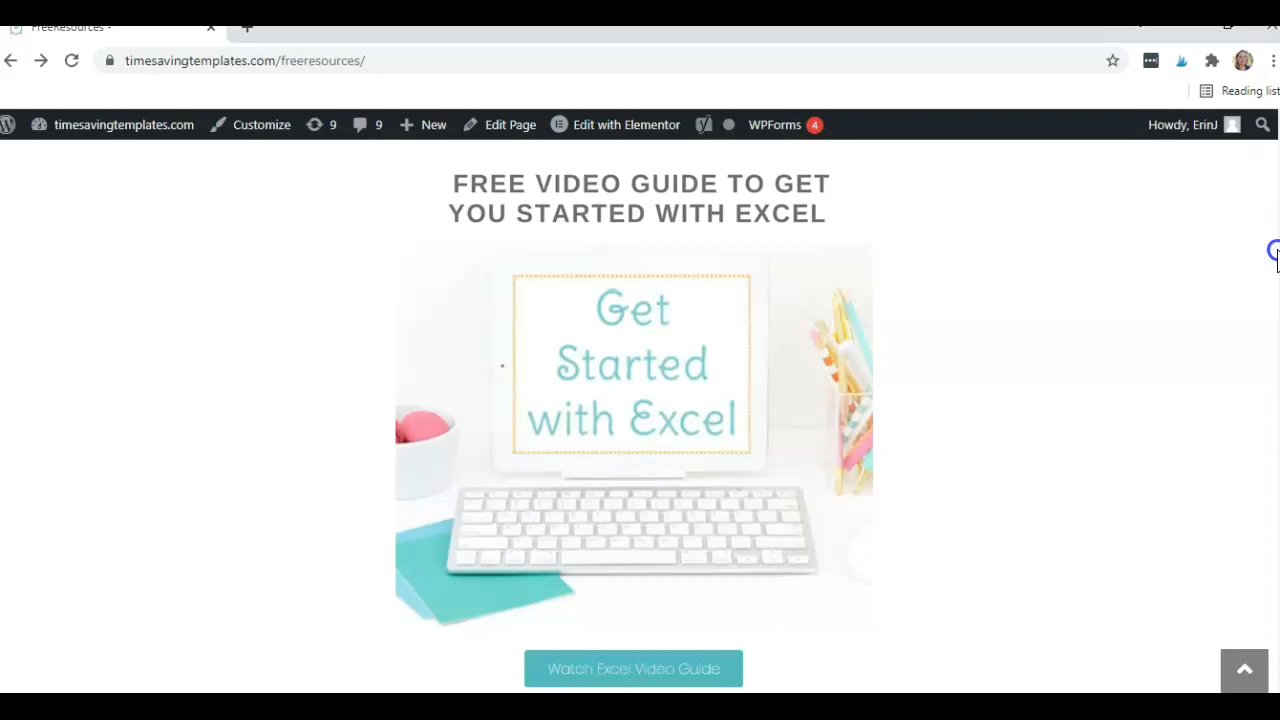 FreeResources -
timesavingtemplates.com/freeresources/
Reading list
timesavingtemplates.com Customize 9 9 New Edit Page Edit with Elementor WPForms 4 Howdy, ErinJ
FREE VIDEO GUIDE TO GET
YOU STARTED WITH EXCEL
Get
Started
with Excel
Watch Excel Video Guide